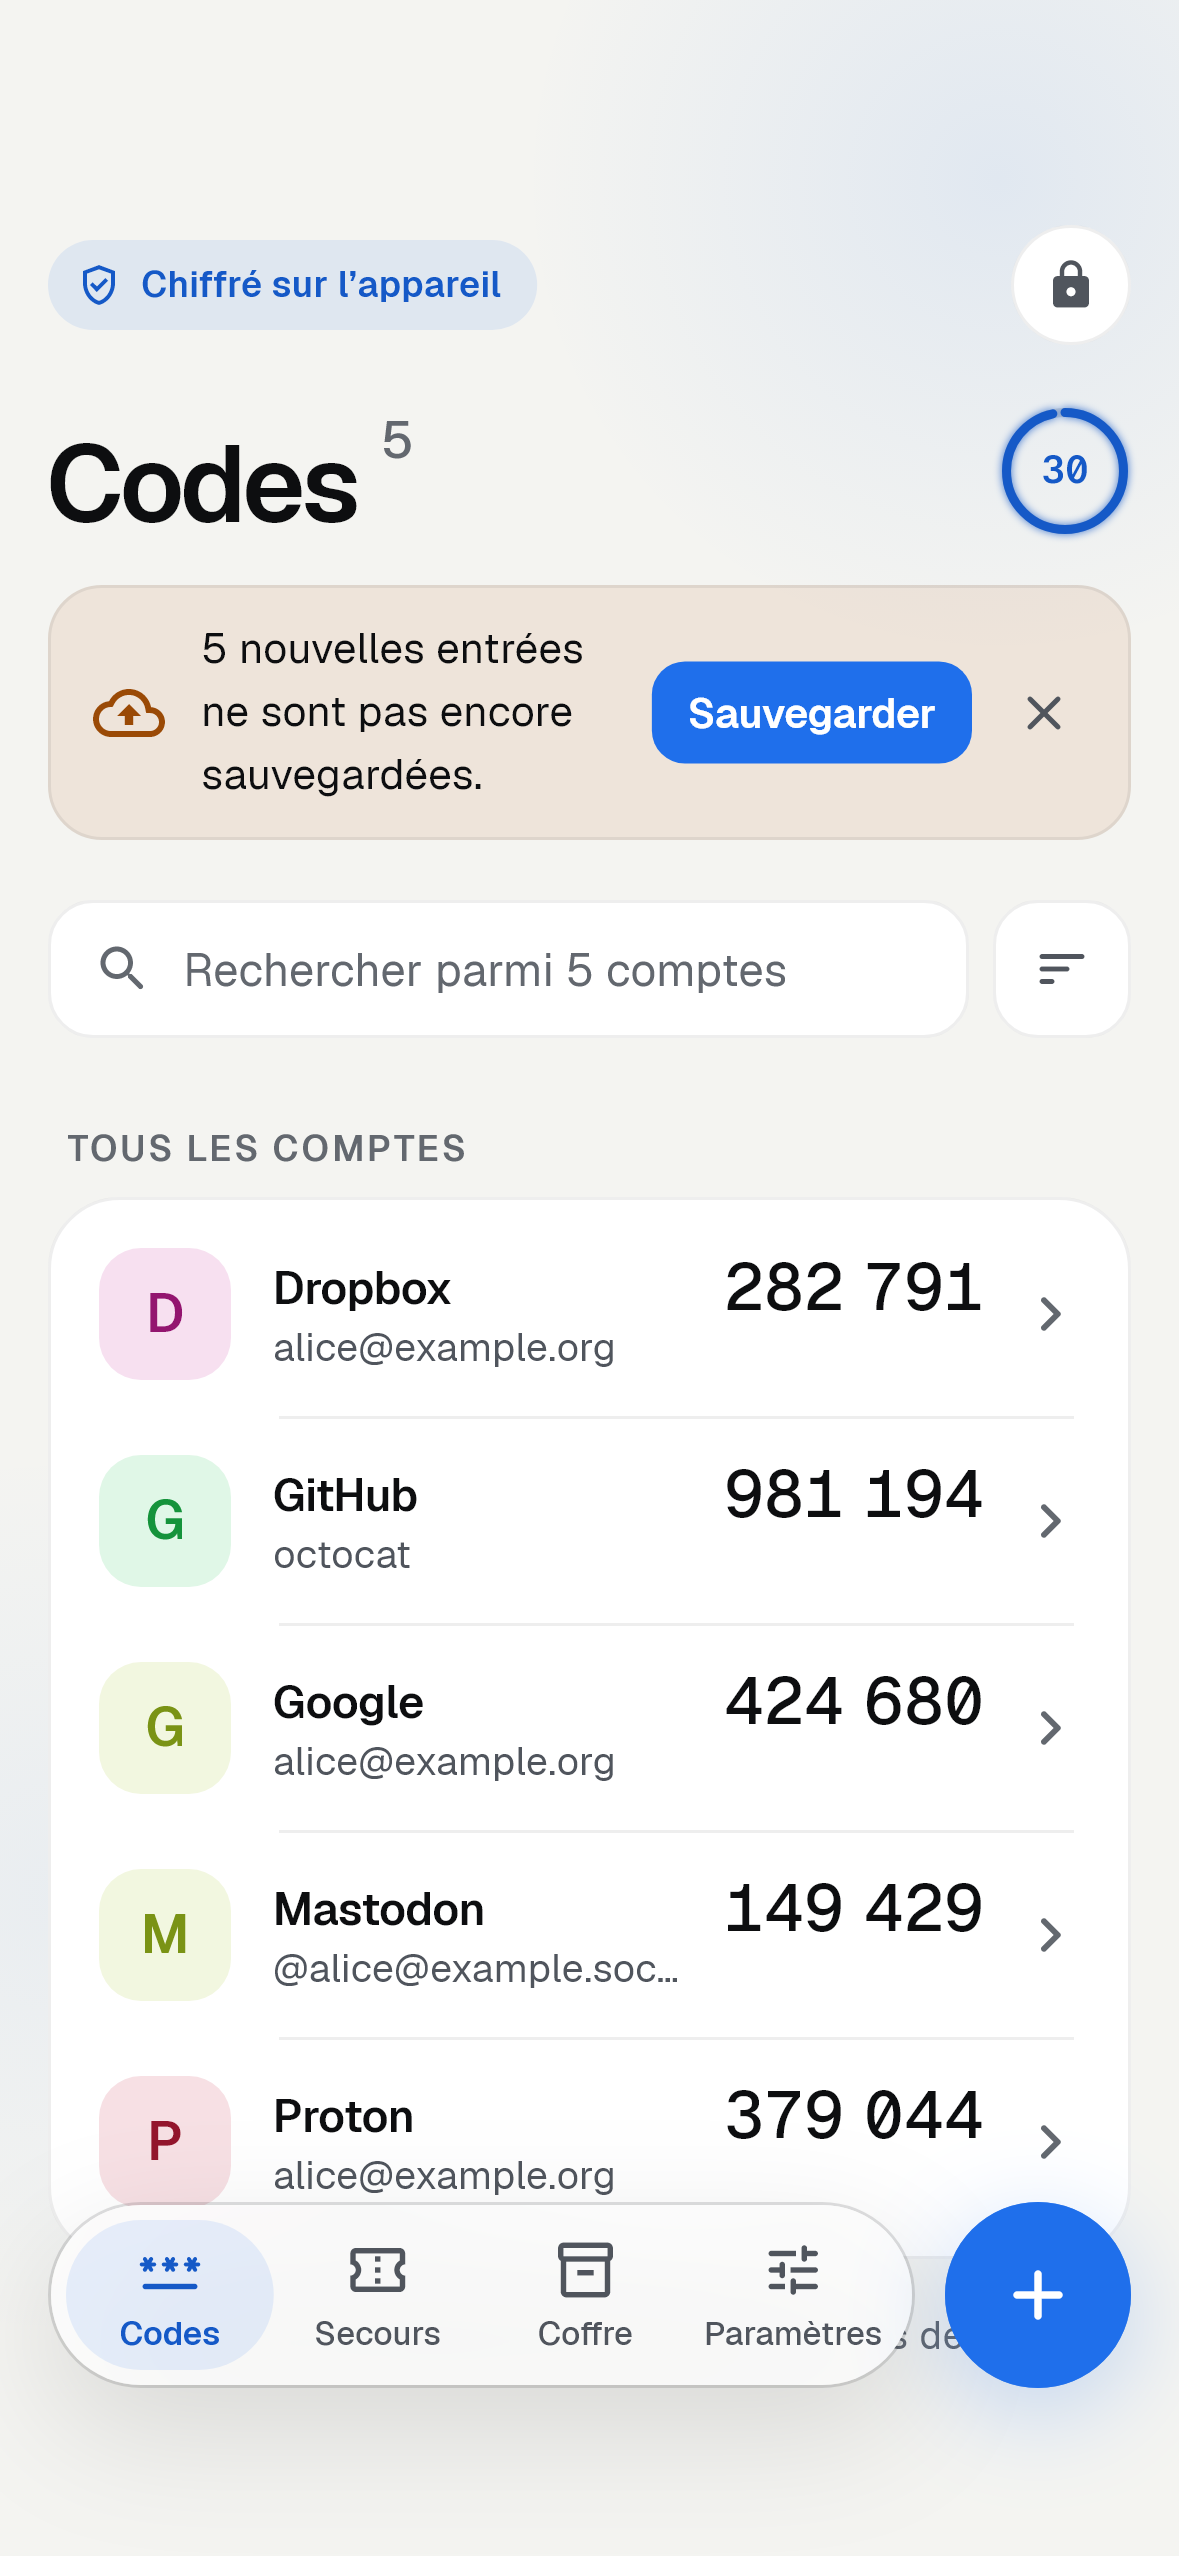 Chiffré sur l’appareil
Codes 5
30
5 nouvelles entrées
ne sont pas encore
sauvegardées.
Sauvegarder
Rechercher parmi 5 comptes
TOUS LES COMPTES
D
Dropbox
282 791
alice@example.org
G
GitHub
981 194
octocat
G
Google
424 680
alice@example.org
M
Mastodon
149 429
@alice@example.soc…
P
Proton
379 044
alice@example.org
Codes
Secours
Coffre
Paramètres